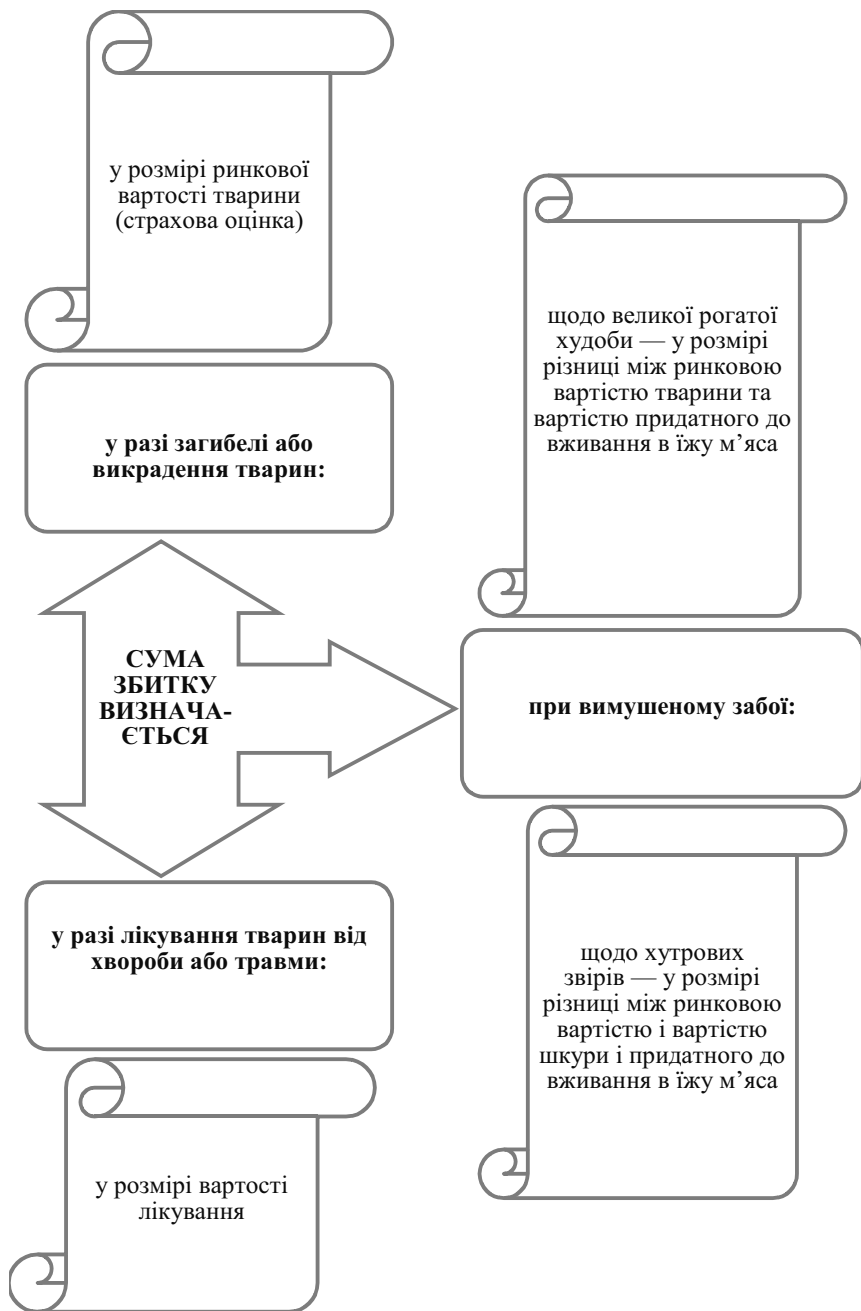 у розмірі ринкової
вартості тварини
(страхова оцінка)
у разі загибелі або
викрадення тварин:
щодо великої рогатої
худоби — у розмірі
різниці між ринковою
вартістю тварини та
вартістю придатного до
вживання в їжу м’яса
СУМА
ЗБИТКУ
ВИЗНАЧА-
ЄТЬСЯ
при вимушеному забої:
у разі лікування тварин від
хвороби або травми:
у розмірі вартості
лікування
щодо хутрових
звірів — у розмірі
різниці між ринковою
вартістю і вартістю
шкури і придатного до
вживання в їжу м’яса